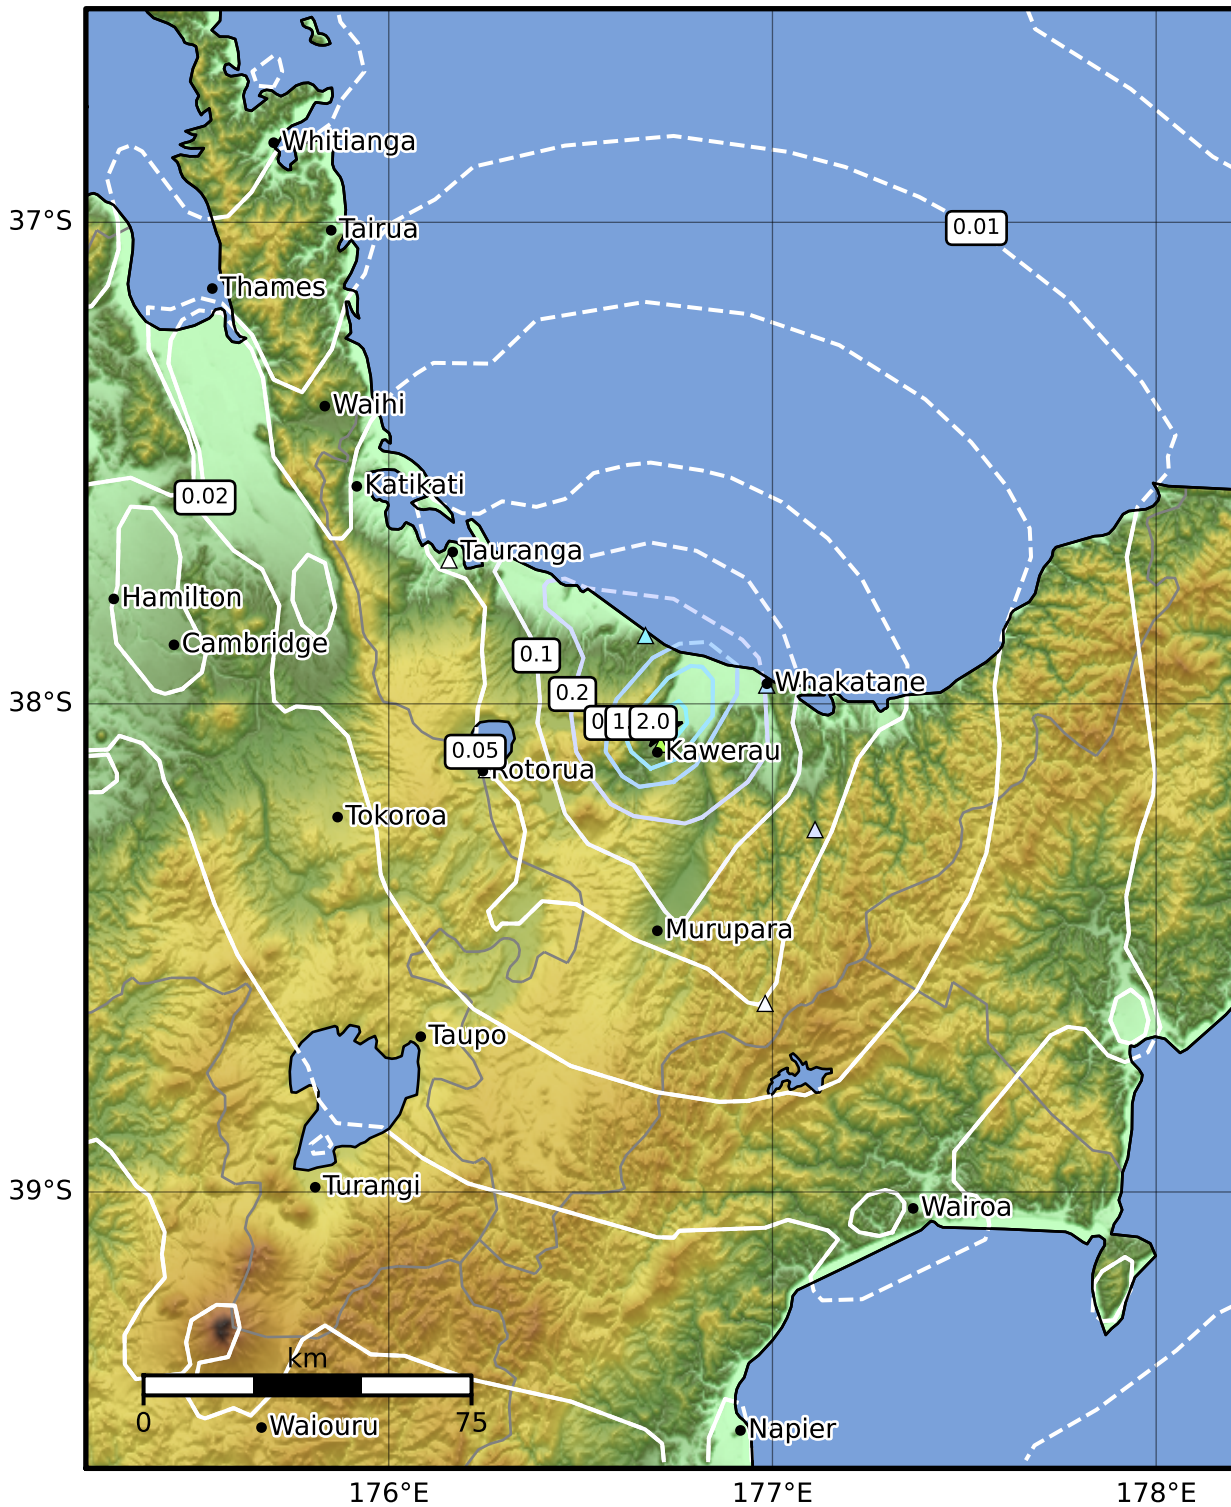 Whitianga
37°S
0.01
Tairua
Thames
Waihi
Katikati
0.02
Tauranga
Hamilton
Cambridge
0.1
0.2
Whakatane
38°S
2.0
Kawerau
0.05
Rotorua
Tokoroa
Murupara
Taupo
Turangi
39°S
Wairoa
km
0
75
Waiouru
Napier
176°E
177°E
178°E